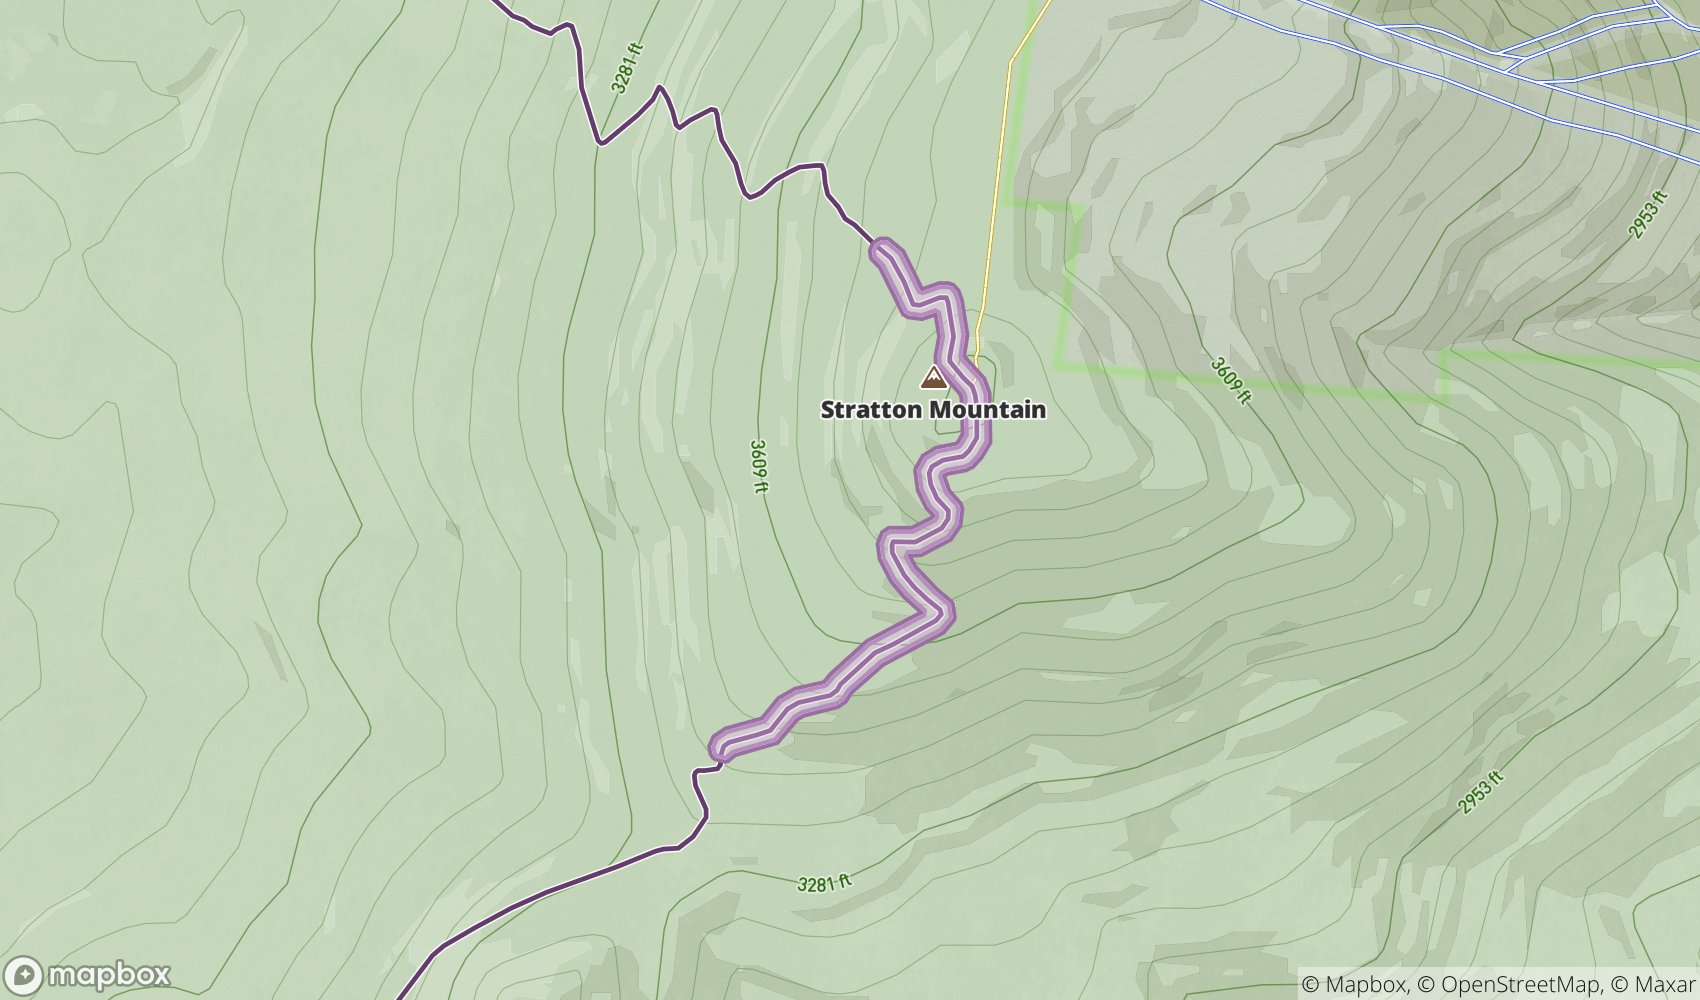 3281 ft
2953 ft
3609 ft
Stratton Mountain
3609 ft
2953 ft
3281 ft
mapbox
© Mapbox, © OpenStreetMap, © Maxar